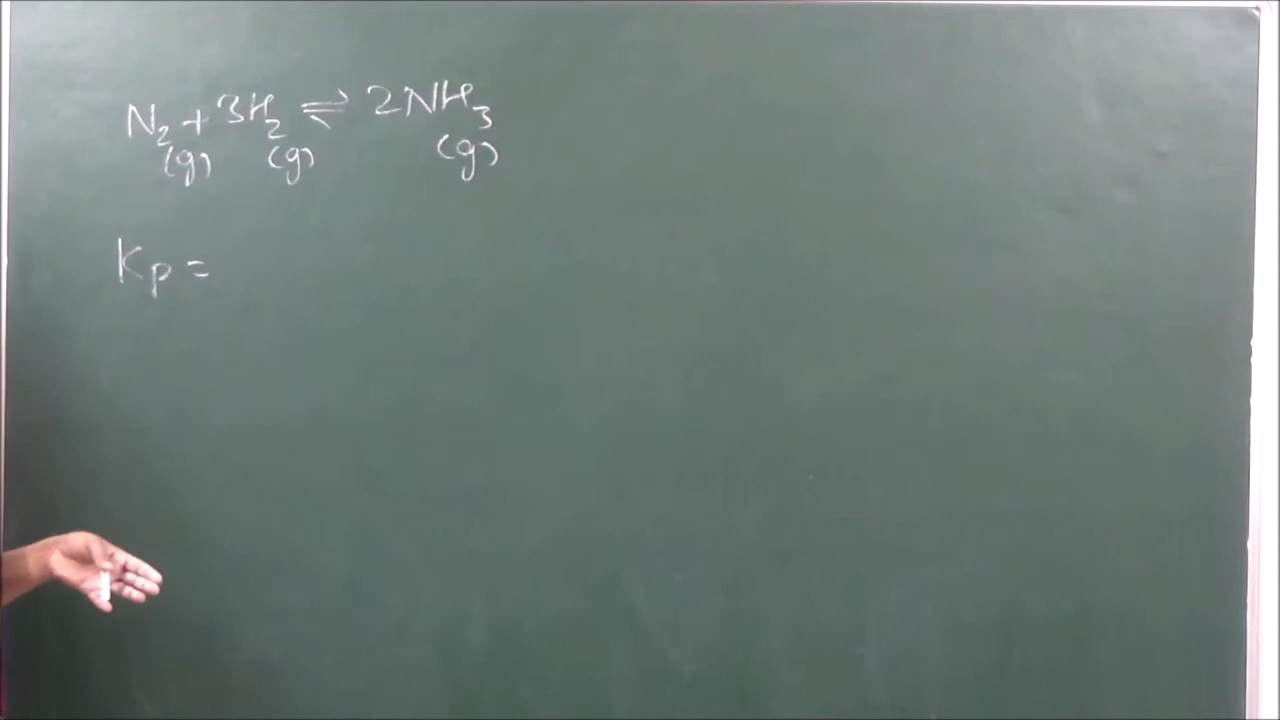 N₂ + 3H₂ ⇌ 2NH₃
(g) (g) (g)
Kp =